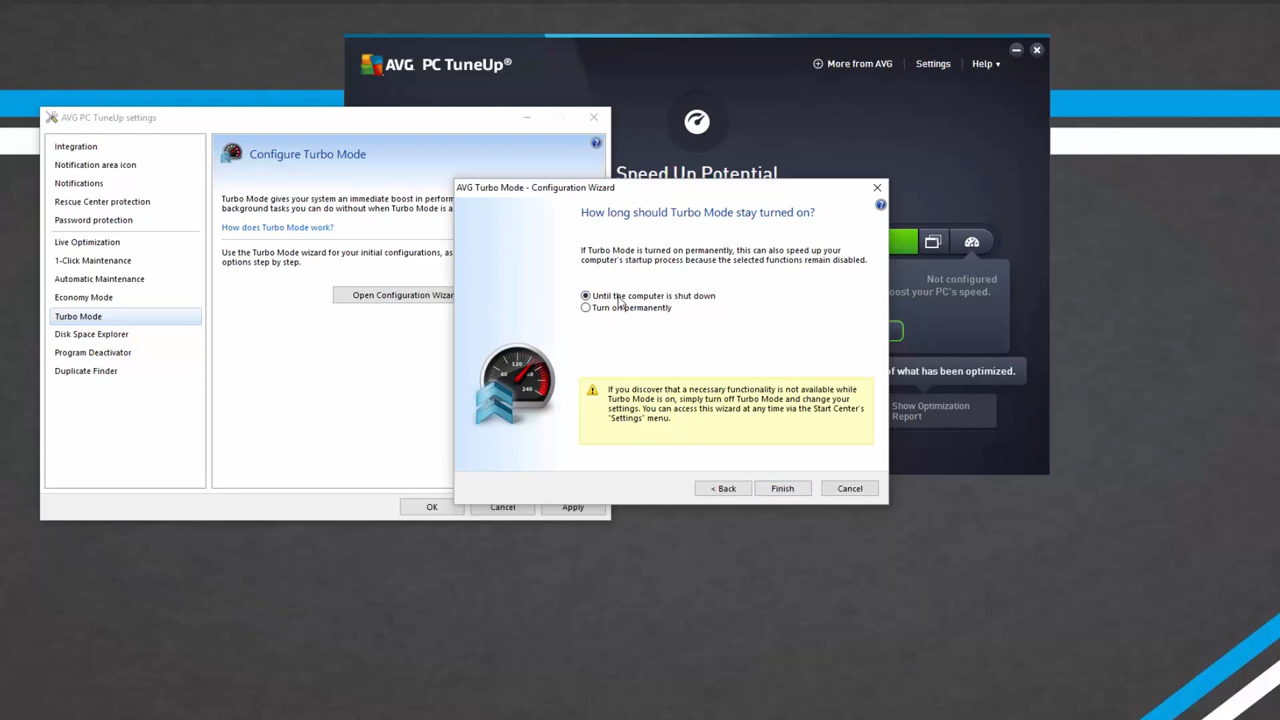 AVG PC TuneUp®
More from AVG
Settings
Help
Speed Up Potential
AVG PC TuneUp settings
Integration
Notification area icon
Notifications
Rescue Center protection
Password protection
Live Optimization
1-Click Maintenance
Automatic Maintenance
Economy Mode
Turbo Mode
Disk Space Explorer
Program Deactivator
Duplicate Finder
Configure Turbo Mode
Turbo Mode gives your system an immediate boost in perform
background tasks you can do without when Turbo Mode is a
How does Turbo Mode work?
Use the Turbo Mode wizard for your initial configurations, as
options step by step.
Open Configuration Wizar
OK
Cancel
Apply
AVG Turbo Mode - Configuration Wizard
How long should Turbo Mode stay turned on?
If Turbo Mode is turned on permanently, this can also speed up your
computer's startup process because the selected functions remain disabled.
Until the computer is shut down
Turn on permanently
If you discover that a necessary functionality is not available while
Turbo Mode is on, simply turn off Turbo Mode and change your
settings. You can access this wizard at any time via the Start Center's
"Settings" menu.
< Back
Finish
Cancel
Not configured
oost your PC's speed.
of what has been optimized.
Show Optimization
Report